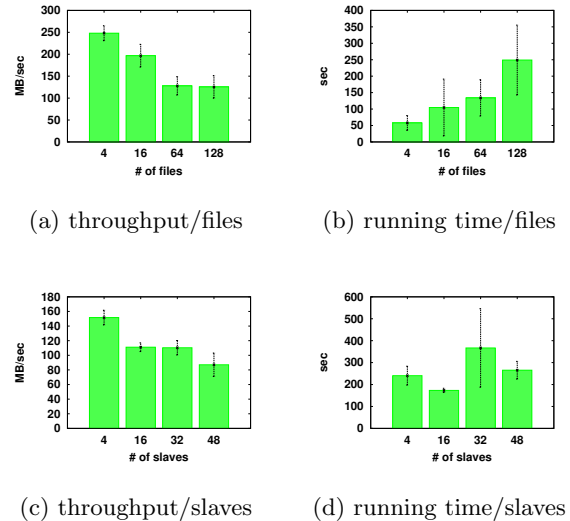 300
250
200
150
100
50
0
MB/sec
4 16 64 128
# of files
(a) throughput/files
400
350
300
250
200
150
100
50
0
sec
4 16 64 128
# of files
(b) running time/files
180
160
140
120
100
80
60
40
20
0
MB/sec
4 16 32 48
# of slaves
(c) throughput/slaves
600
500
400
300
200
100
0
sec
4 16 32 48
# of slaves
(d) running time/slaves